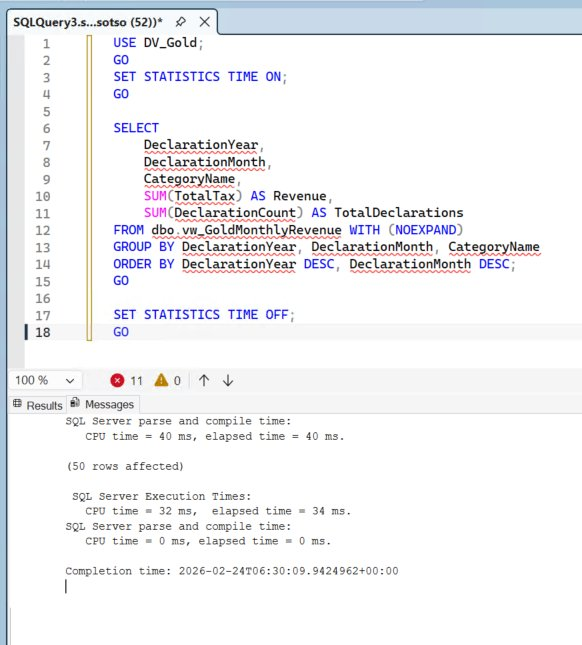 SQLQuery3.s...sotso (52))*
1 USE DV_Gold;
2 GO
3 SET STATISTICS TIME ON;
4 GO
5
6 SELECT
7 DeclarationYear,
8 DeclarationMonth,
9 CategoryName,
10 SUM(TotalTax) AS Revenue,
11 SUM(DeclarationCount) AS TotalDeclarations
12 FROM dbo.vw_GoldMonthlyRevenue WITH (NOEXPAND)
13 GROUP BY DeclarationYear, DeclarationMonth, CategoryName
14 ORDER BY DeclarationYear DESC, DeclarationMonth DESC;
15 GO
16
17 SET STATISTICS TIME OFF;
18 GO
100 % 11 0
Results Messages
SQL Server parse and compile time:
CPU time = 40 ms, elapsed time = 40 ms.
(50 rows affected)
SQL Server Execution Times:
CPU time = 32 ms, elapsed time = 34 ms.
SQL Server parse and compile time:
CPU time = 0 ms, elapsed time = 0 ms.
Completion time: 2026-02-24T06:30:09.9424962+00:00